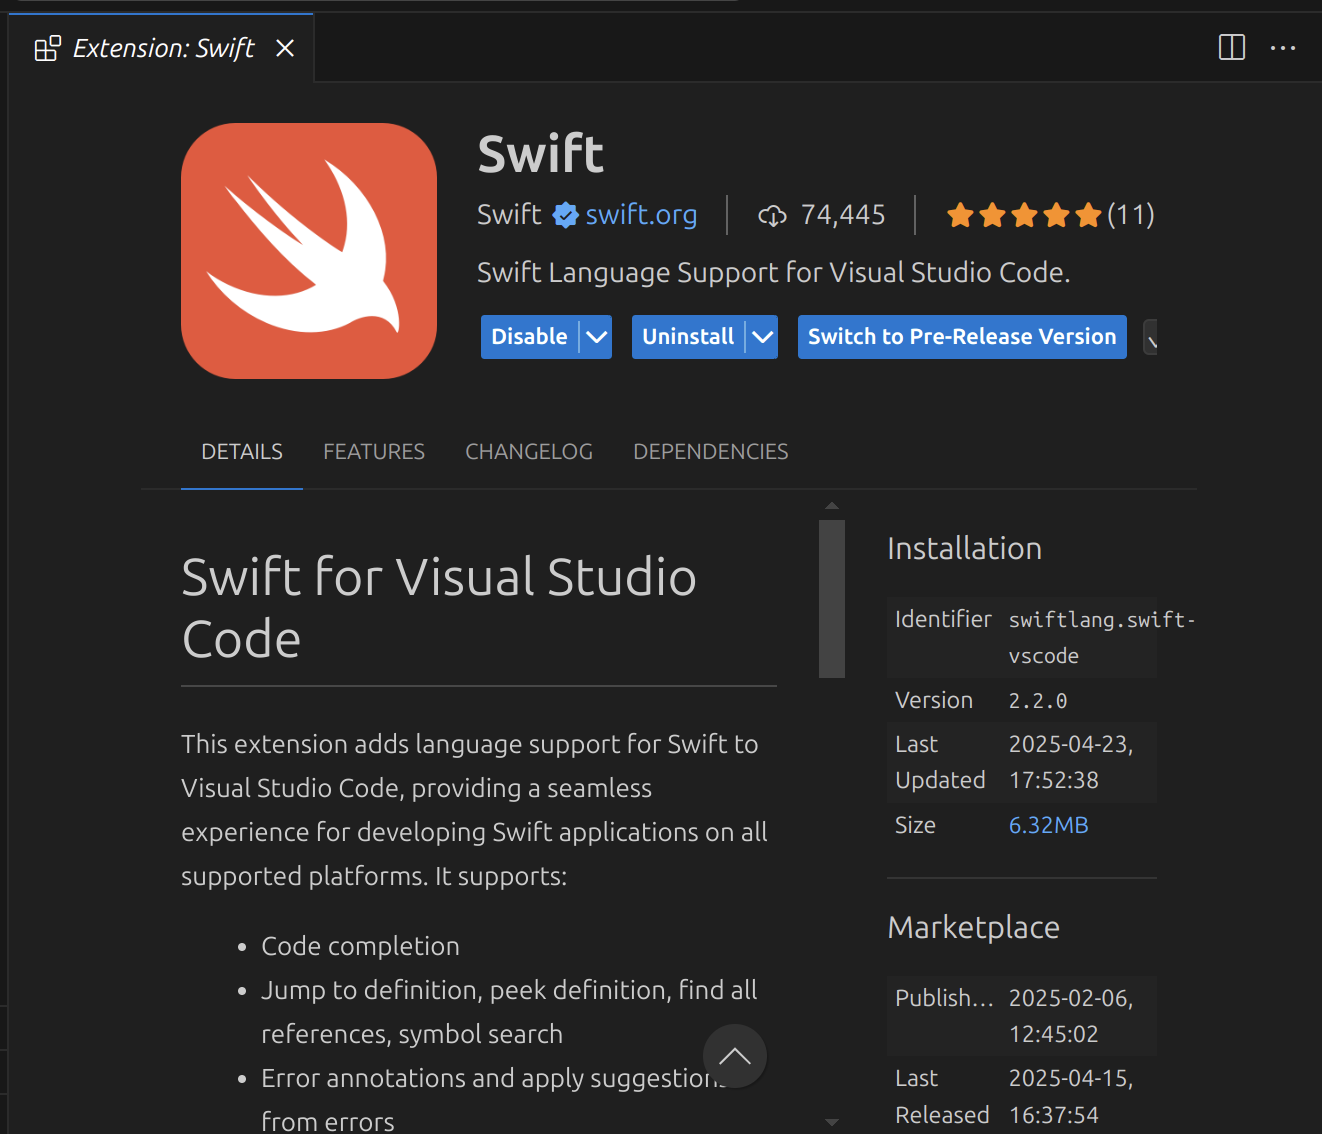 Extension: Swift
Swift
Swift swift.org 74,445 (11)
Swift Language Support for Visual Studio Code.
Disable Uninstall Switch to Pre-Release Version
DETAILS FEATURES CHANGELOG DEPENDENCIES
Swift for Visual Studio
Code
This extension adds language support for Swift to
Visual Studio Code, providing a seamless
experience for developing Swift applications on all
supported platforms. It supports:
• Code completion
• Jump to definition, peek definition, find all
references, symbol search
• Error annotations and apply suggestions
from errors
Installation
Identifier swiftlang.swift-
vscode
Version 2.2.0
Last 2025-04-23,
Updated 17:52:38
Size 6.32MB
Marketplace
Publish... 2025-02-06,
12:45:02
Last 2025-04-15,
Released 16:37:54